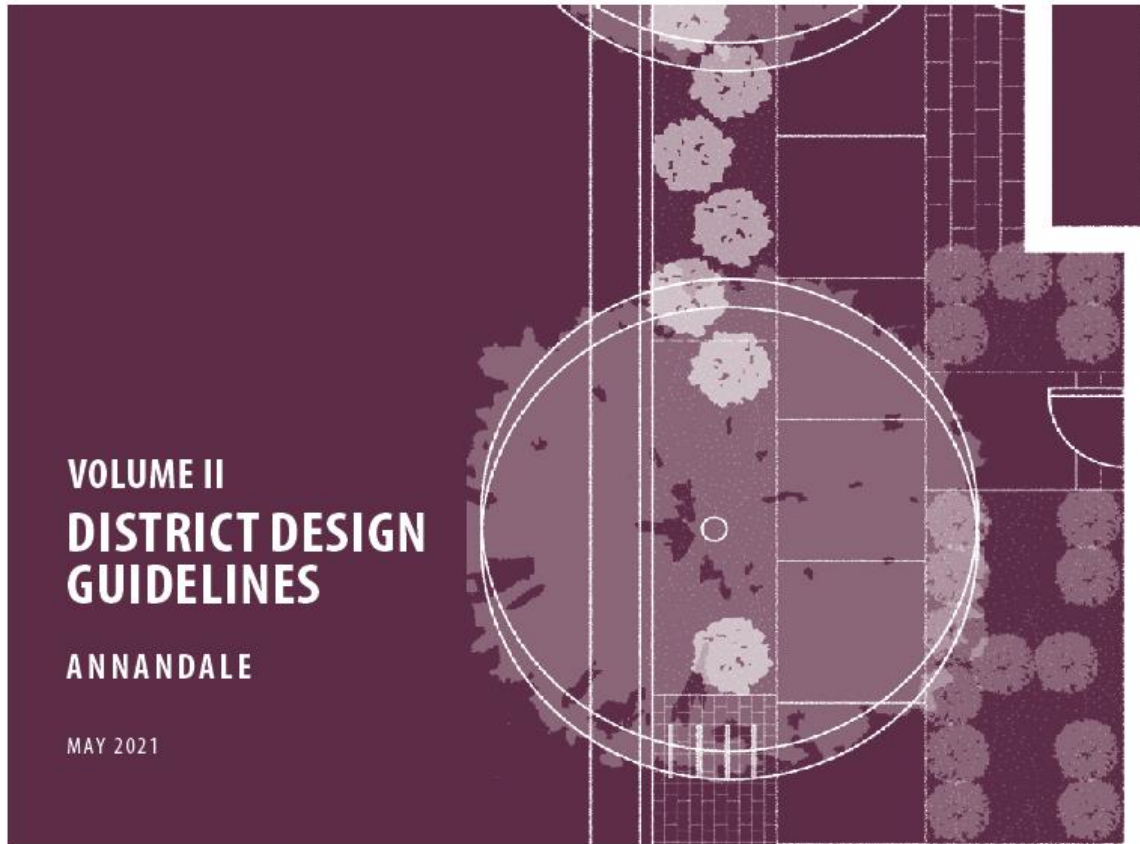 VOLUME II
DISTRICT DESIGN
GUIDELINES
ANNANDALE
MAY 2021